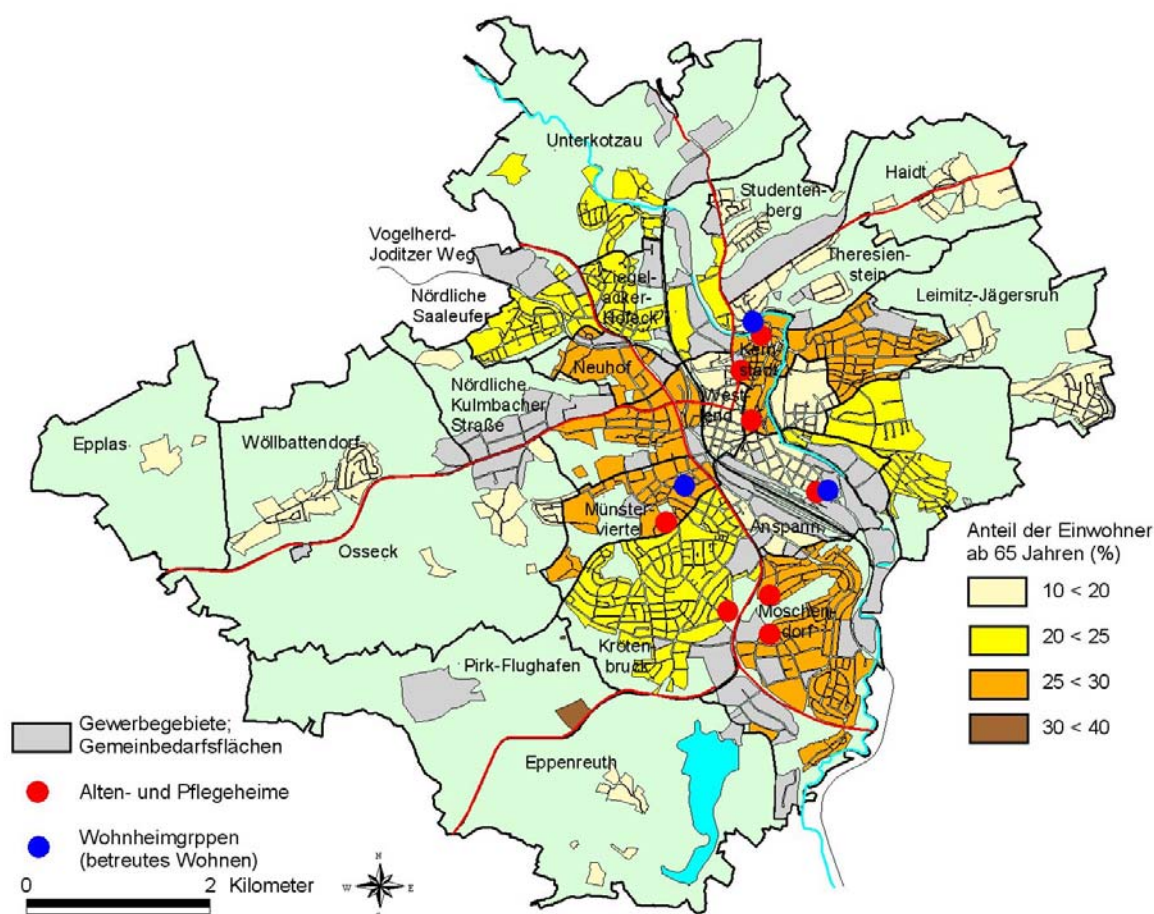 Unterkotzau
Haidt
Studenten-
berg
Vogelherd-
Joditzer Weg
Theresien-
stein
Ziegel-
acker-
Hofeck
Nördliche
Saaleufer
Leimitz-Jägersruh
Kern-
stadt
Neuhof
Nördliche
Kulmbacher
Straße
West-
end
Epplas
Wöllbattendorf
Münster-
viertel
Anspann
Osseck
Moschen-
dorf
Kröten-
bruck
Pirk-Flughafen
Eppenreuth
Anteil der Einwohner
ab 65 Jahren (%)
10 < 20
20 < 25
25 < 30
30 < 40
Gewerbegebiete;
Gemeinbedarfsflächen
Alten- und Pflegeheime
Wohnheimgrppen
(betreutes Wohnen)
0 2 Kilometer
N
W E
S